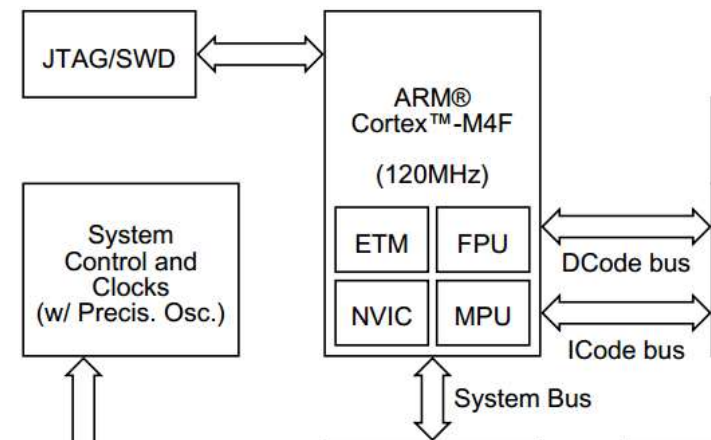 JTAG/SWD
ARM®
Cortex™-M4F
(120MHz)
System
Control and
Clocks
(w/ Precis. Osc.)
ETM
FPU
NVIC
MPU
DCode bus
ICode bus
System Bus